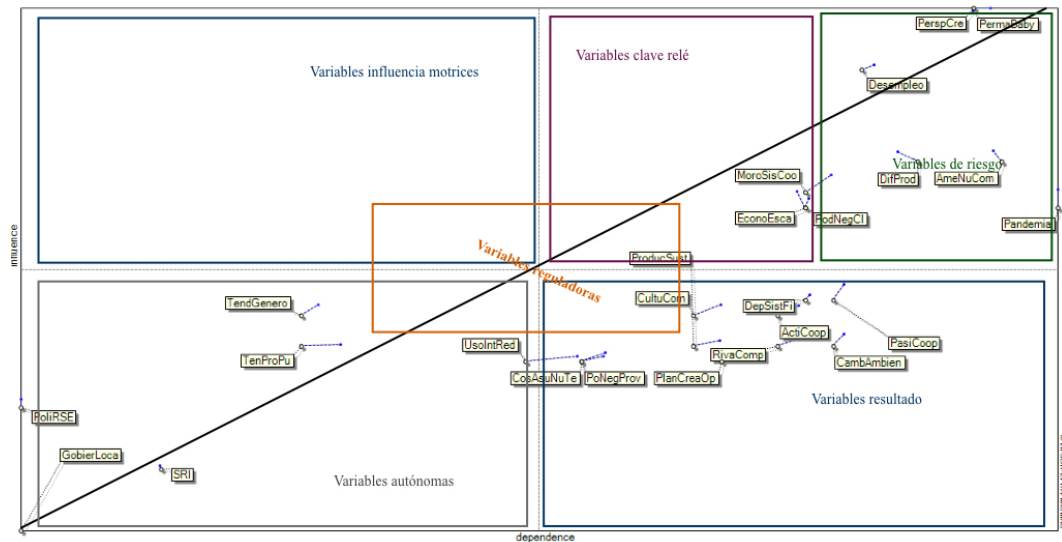 PerspCre
PermaBaby
Variables clave relé
Variables influencia motrices
Desempleo
Variables de riesgo
MoroSisCoo
DifProd
AmeNuCom
EconoEsca
PodNegCl
Pandemia
influence
Variables reguladoras
ProducSust
TendGenero
CultuCom
DepSistFi
ActiCoop
PasiCoop
UsoIntRed
TenProPu
RivaComp
CambAmbien
CosAsuNuTe
PoNegProv
PlanCreaOp
Variables resultado
PoliRSE
GobierLoca
SRI
Variables autónomas
dependence